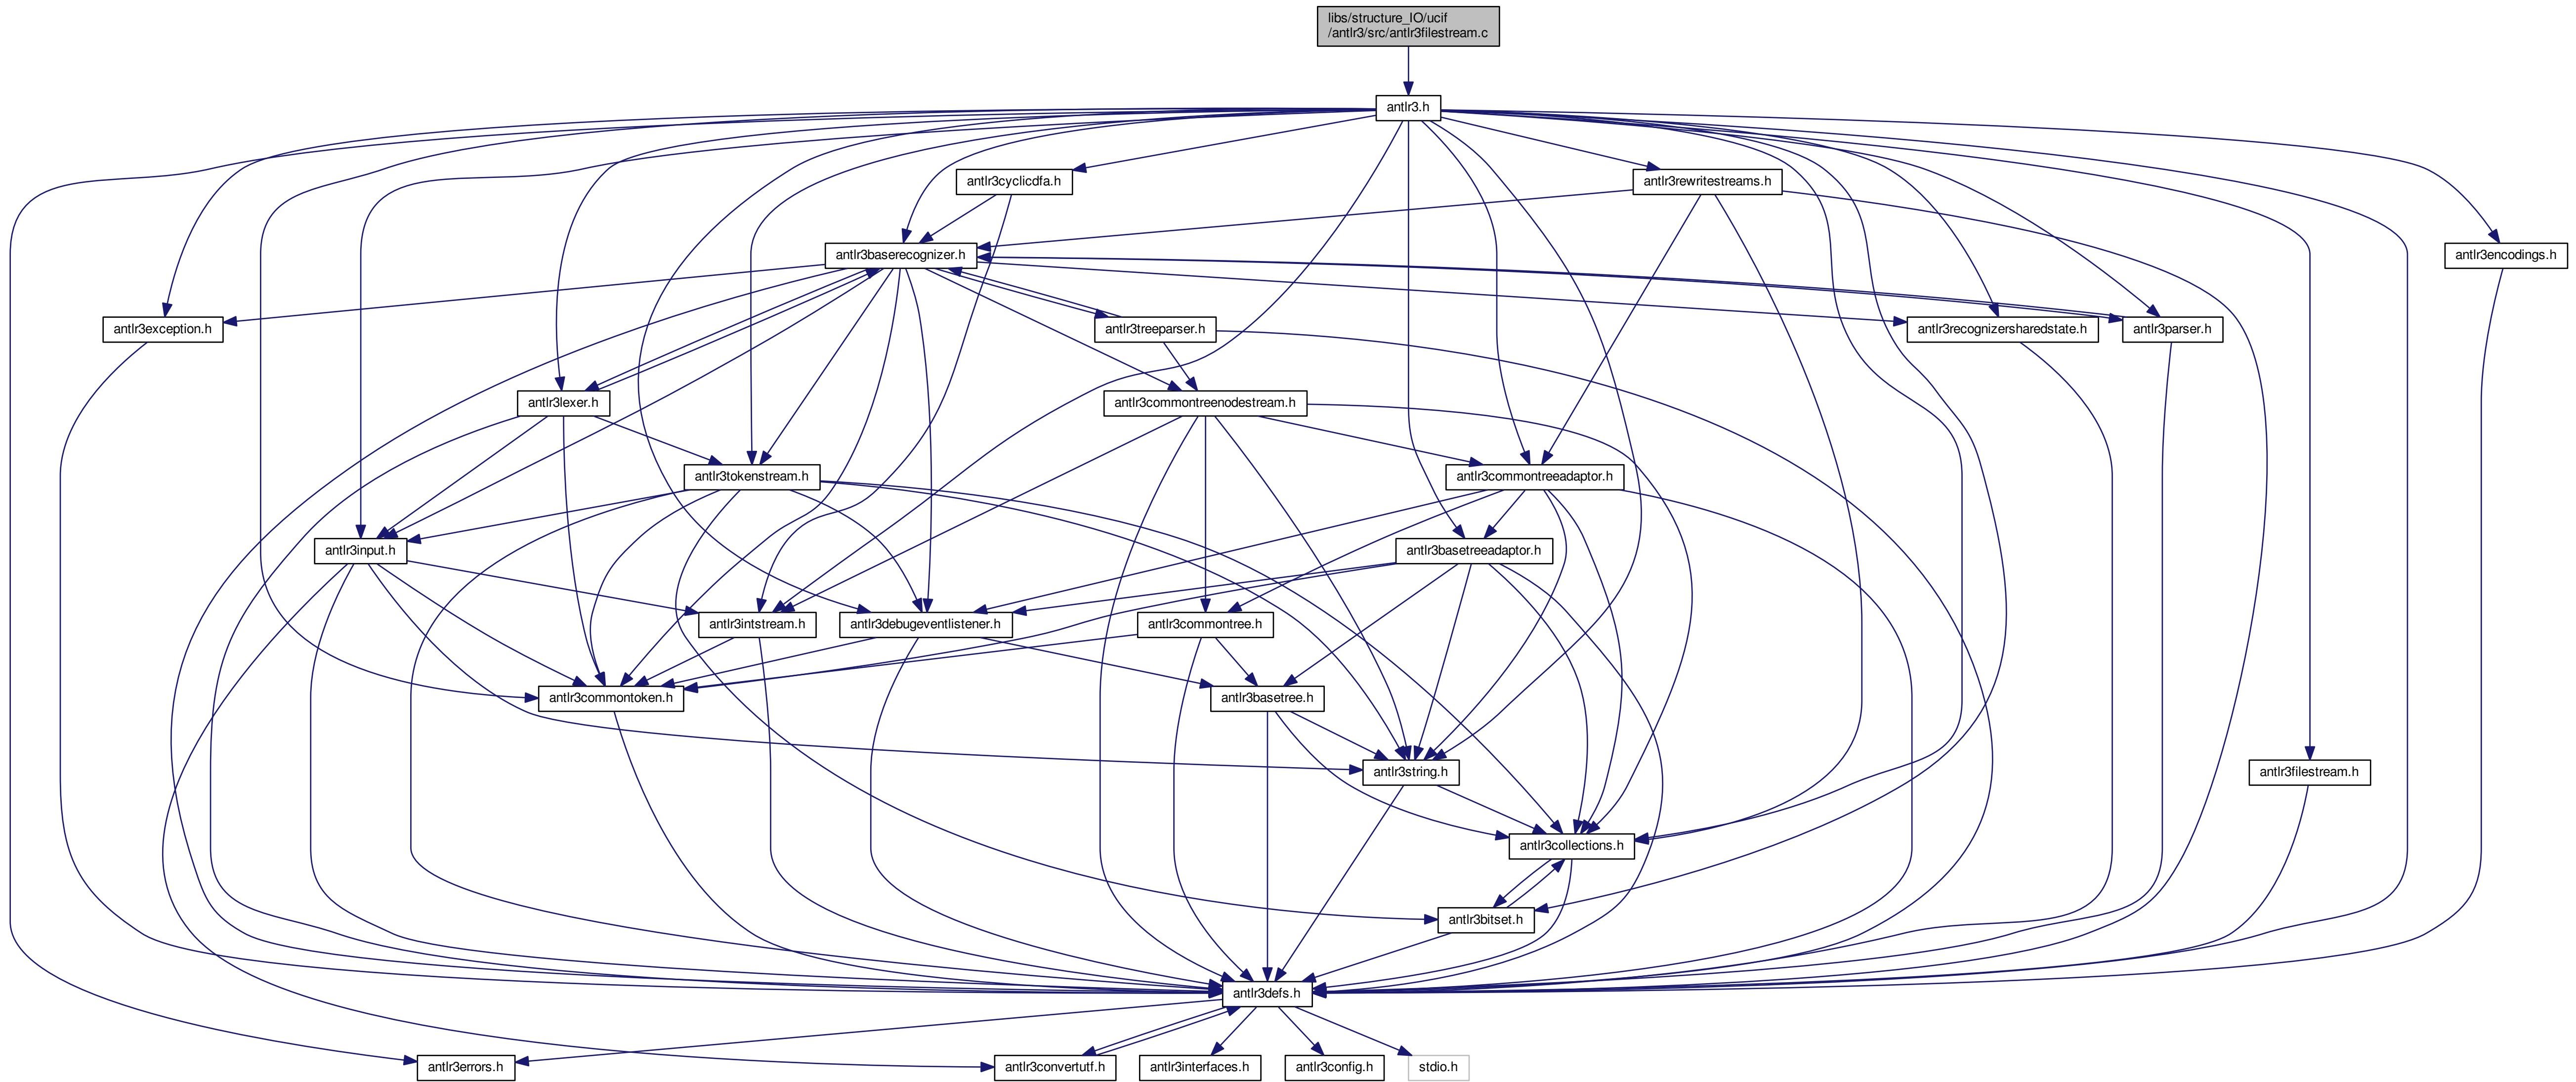 libs/structure_IO/ucif
/antlr3/src/antlr3filestream.c
antlr3.h
antlr3cyclicdfa.h
antlr3rewritestreams.h
antlr3baserecognizer.h
antlr3encodings.h
antlr3exception.h
antlr3treeparser.h
antlr3recognizersharedstate.h
antlr3parser.h
antlr3lexer.h
antlr3commontreenodestream.h
antlr3tokenstream.h
antlr3commontreeadaptor.h
antlr3input.h
antlr3basetreeadaptor.h
antlr3intstream.h
antlr3debugeventlistener.h
antlr3commontree.h
antlr3commontoken.h
antlr3basetree.h
antlr3string.h
antlr3filestream.h
antlr3collections.h
antlr3bitset.h
antlr3defs.h
antlr3errors.h
antlr3convertutf.h
antlr3interfaces.h
antlr3config.h
stdio.h